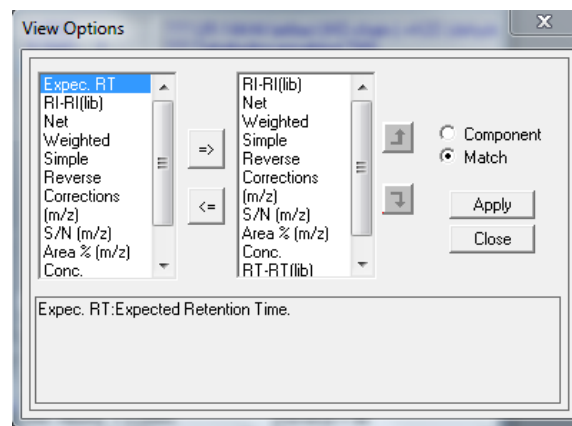 View Options
Expec. RT
RI-RI(lib)
Net
Weighted
Simple
Reverse
Corrections
(m/z)
S/N (m/z)
Area % (m/z)
Conc.
=>
<=
RI-RI(lib)
Net
Weighted
Simple
Reverse
Corrections
(m/z)
S/N (m/z)
Area % (m/z)
Conc.
RT-RT(lib)
Component
Match
Apply
Close
Expec. RT:Expected Retention Time.